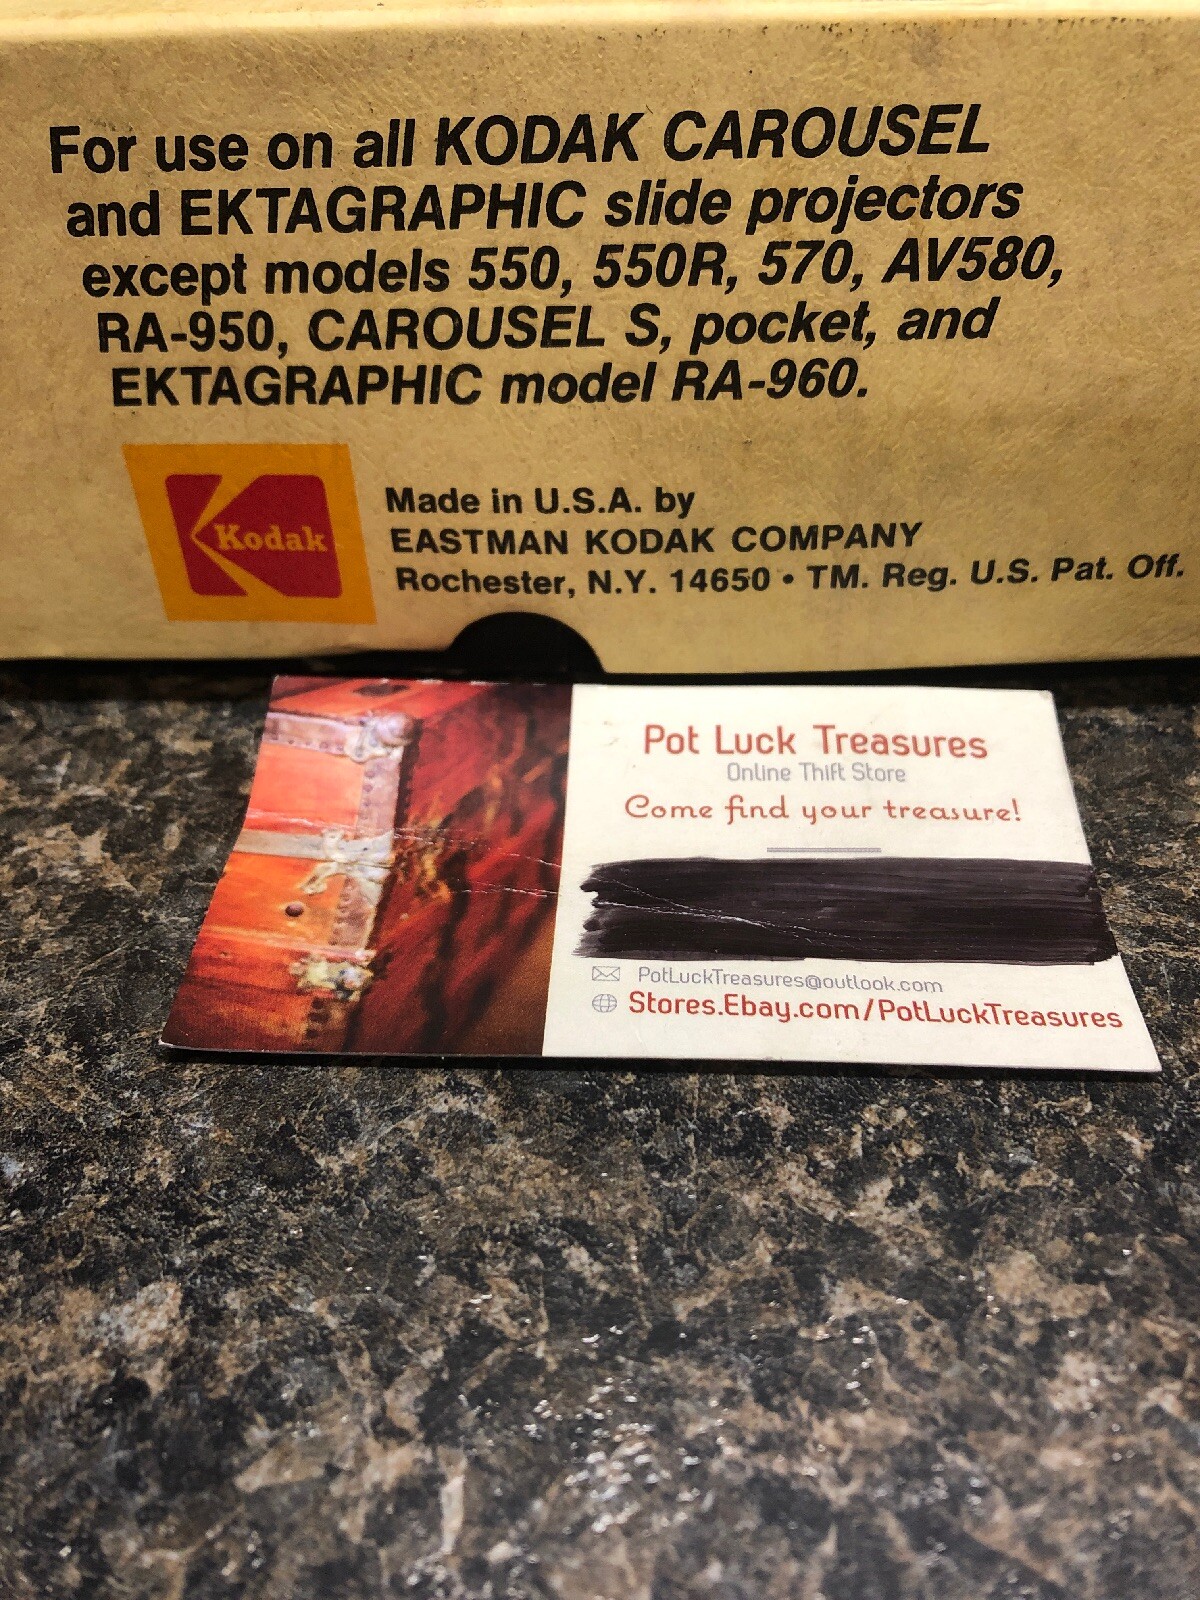 For use on all KODAK CAROUSEL
and EKTAGRAPHIC slide projectors
except models 550, 550R, 570, AV580,
RA-950, CAROUSEL S, pocket, and
EKTAGRAPHIC model RA-960.
Kodak
Made in U.S.A. by
EASTMAN KODAK COMPANY
Rochester, N.Y. 14650 • TM. Reg. U.S. Pat. Off.
Pot Luck Treasures
Online Thift Store
Come find your treasure!
PotLuckTreasures@outlook.com
Stores.Ebay.com/PotLuckTreasures